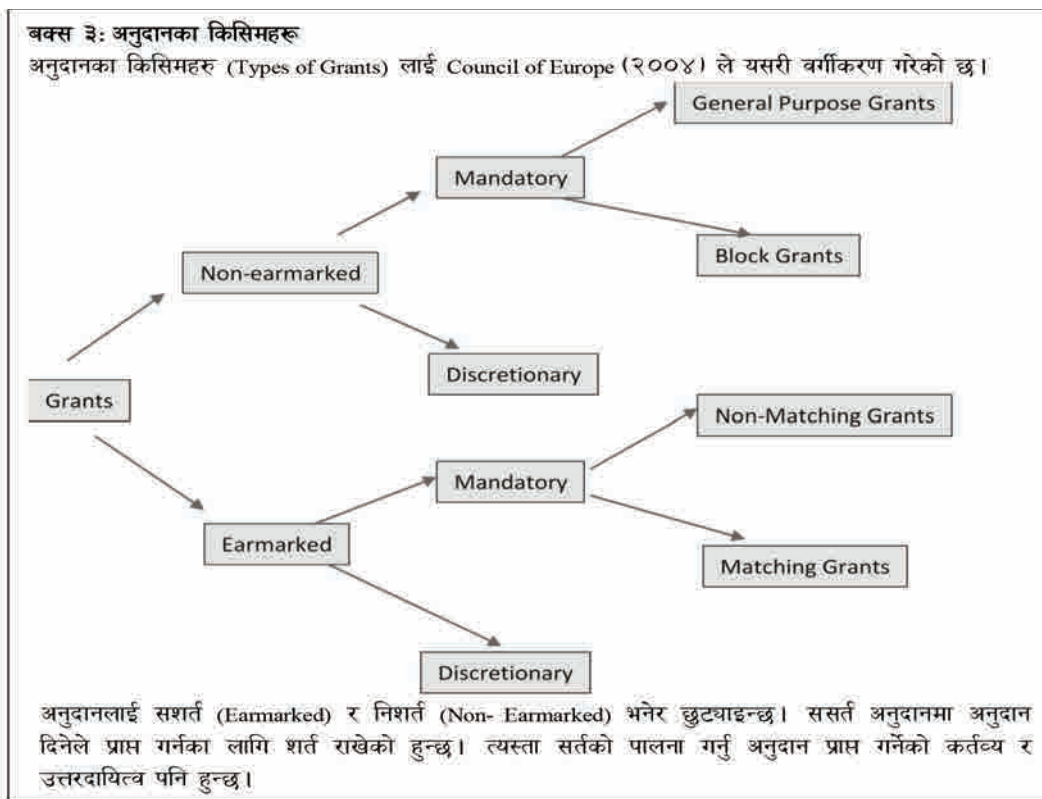 बक्स ३: अनुदानका किसिमहरू
अनुदानका किसिमहरु (Types of Grants) लाई Council of Europe (२००४) ले यसरी वर्गीकरण गरेको छ।
General Purpose Grants
Mandatory
Block Grants
Non-earmarked
Discretionary
Grants
Non-Matching Grants
Mandatory
Earmarked
Matching Grants
Discretionary
अनुदानलाई सशर्त (Earmarked) र निशर्त (Non- Earmarked) भनेर छुट्याइन्छ। ससर्त अनुदानमा अनुदान
दिनेले प्राप्त गर्नका लागि शर्त राखेको हुन्छ। त्यस्ता सर्तको पालना गर्नु अनुदान प्राप्त गर्नेको कर्तव्य र
उत्तरदायित्व पनि हुन्छ।